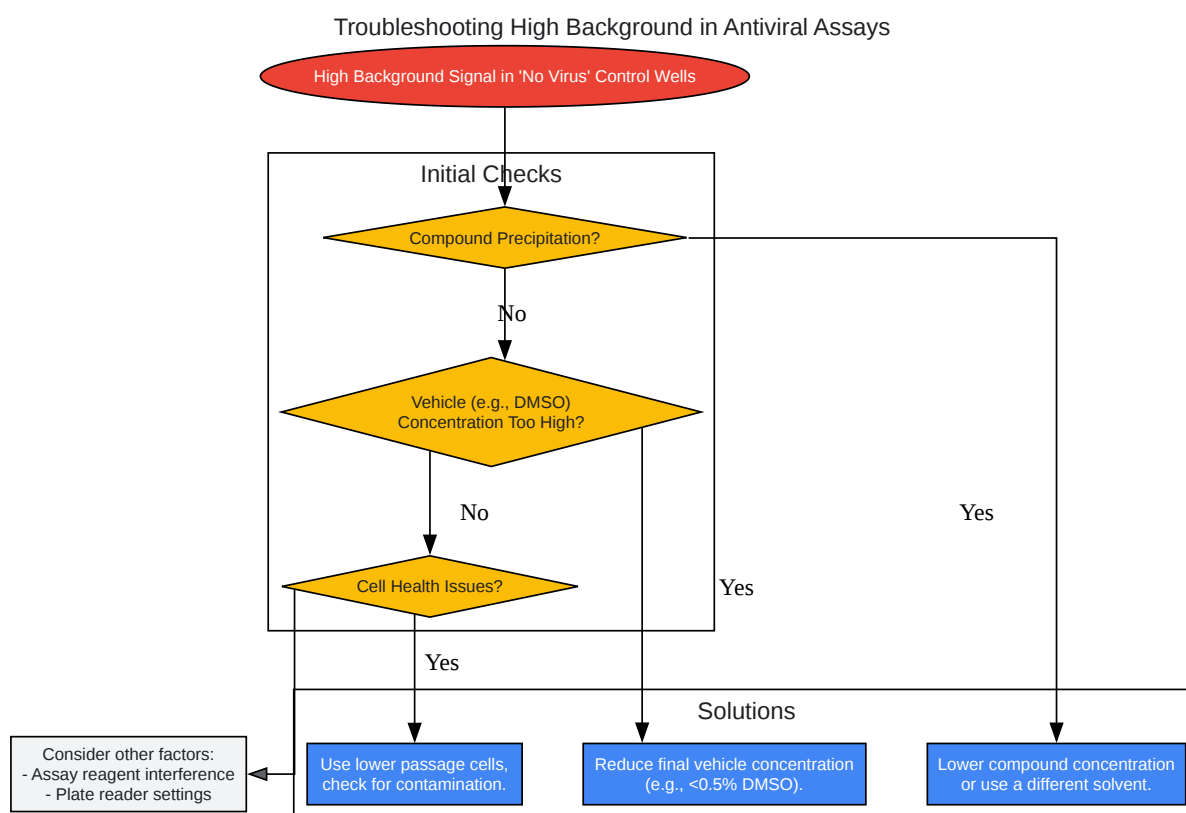 Troubleshooting High Background in Antiviral Assays
High Background Signal in 'No Virus' Control Wells
Initial Checks
Compound Precipitation?
No
Vehicle (e.g., DMSO)
Concentration Too High?
No
Yes
Cell Health Issues?
Yes
Yes
Solutions
Consider other factors:
- Assay reagent interference
- Plate reader settings
Use lower passage cells,
check for contamination.
Reduce final vehicle concentration
(e.g., <0.5% DMSO).
Lower compound concentration
or use a different solvent.